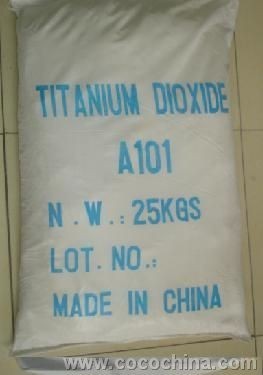 TITANIUM DIOXIDE
A101
N.W.: 25KGS
LOT. NO.:
MADE IN CHINA
www.cocochina.com